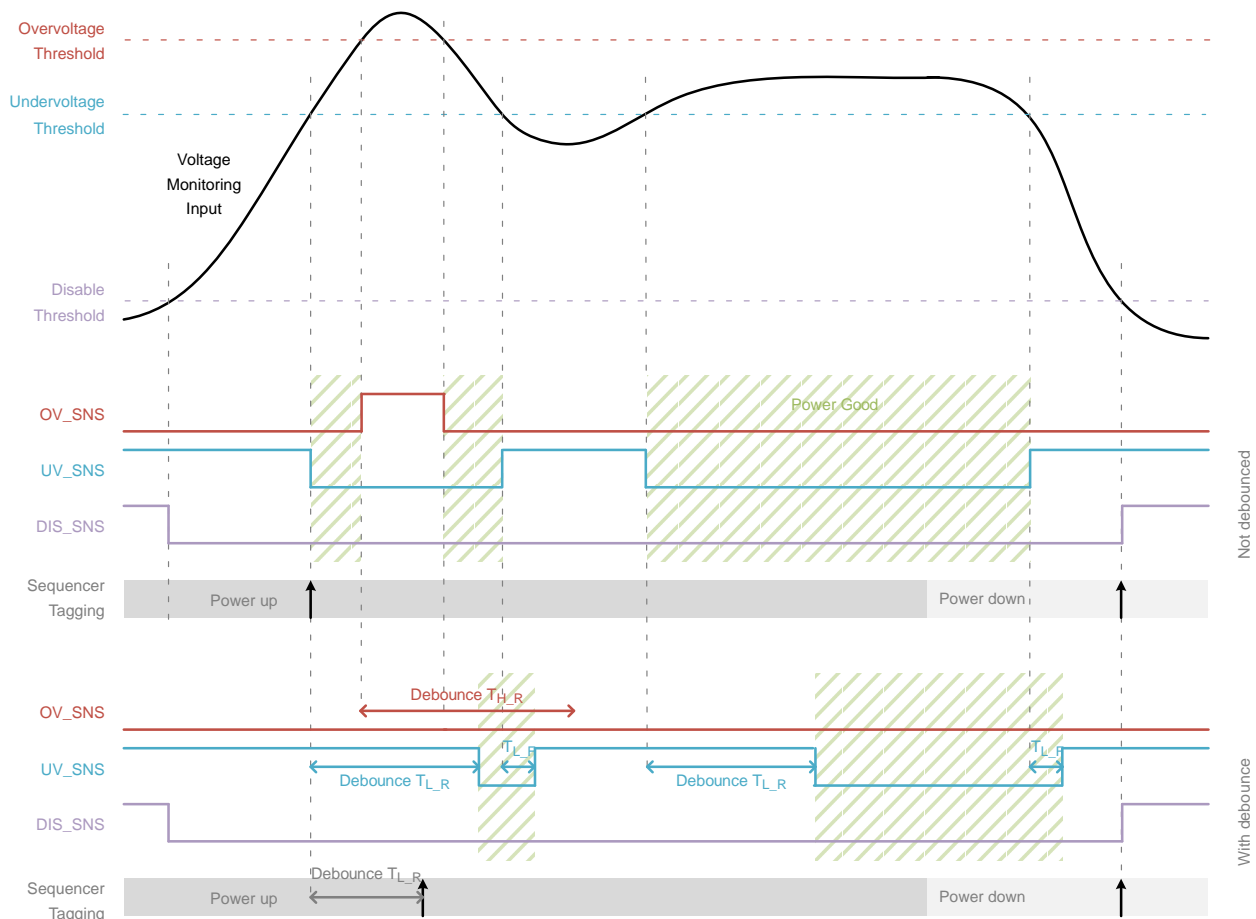 Overvoltage
Threshold
Undervoltage
Threshold
Voltage
Monitoring
Input
Disable
Threshold
OV_SNS
Power Good
UV_SNS
DIS_SNS
Not debounced
Sequencer
Tagging
Power up
Power down
Debounce TH_R
OV_SNS
TL_F
TL_F
UV_SNS
Debounce TL_R
Debounce TL_R
DIS_SNS
With debounce
Debounce TL_R
Sequencer
Tagging
Power up
Power down